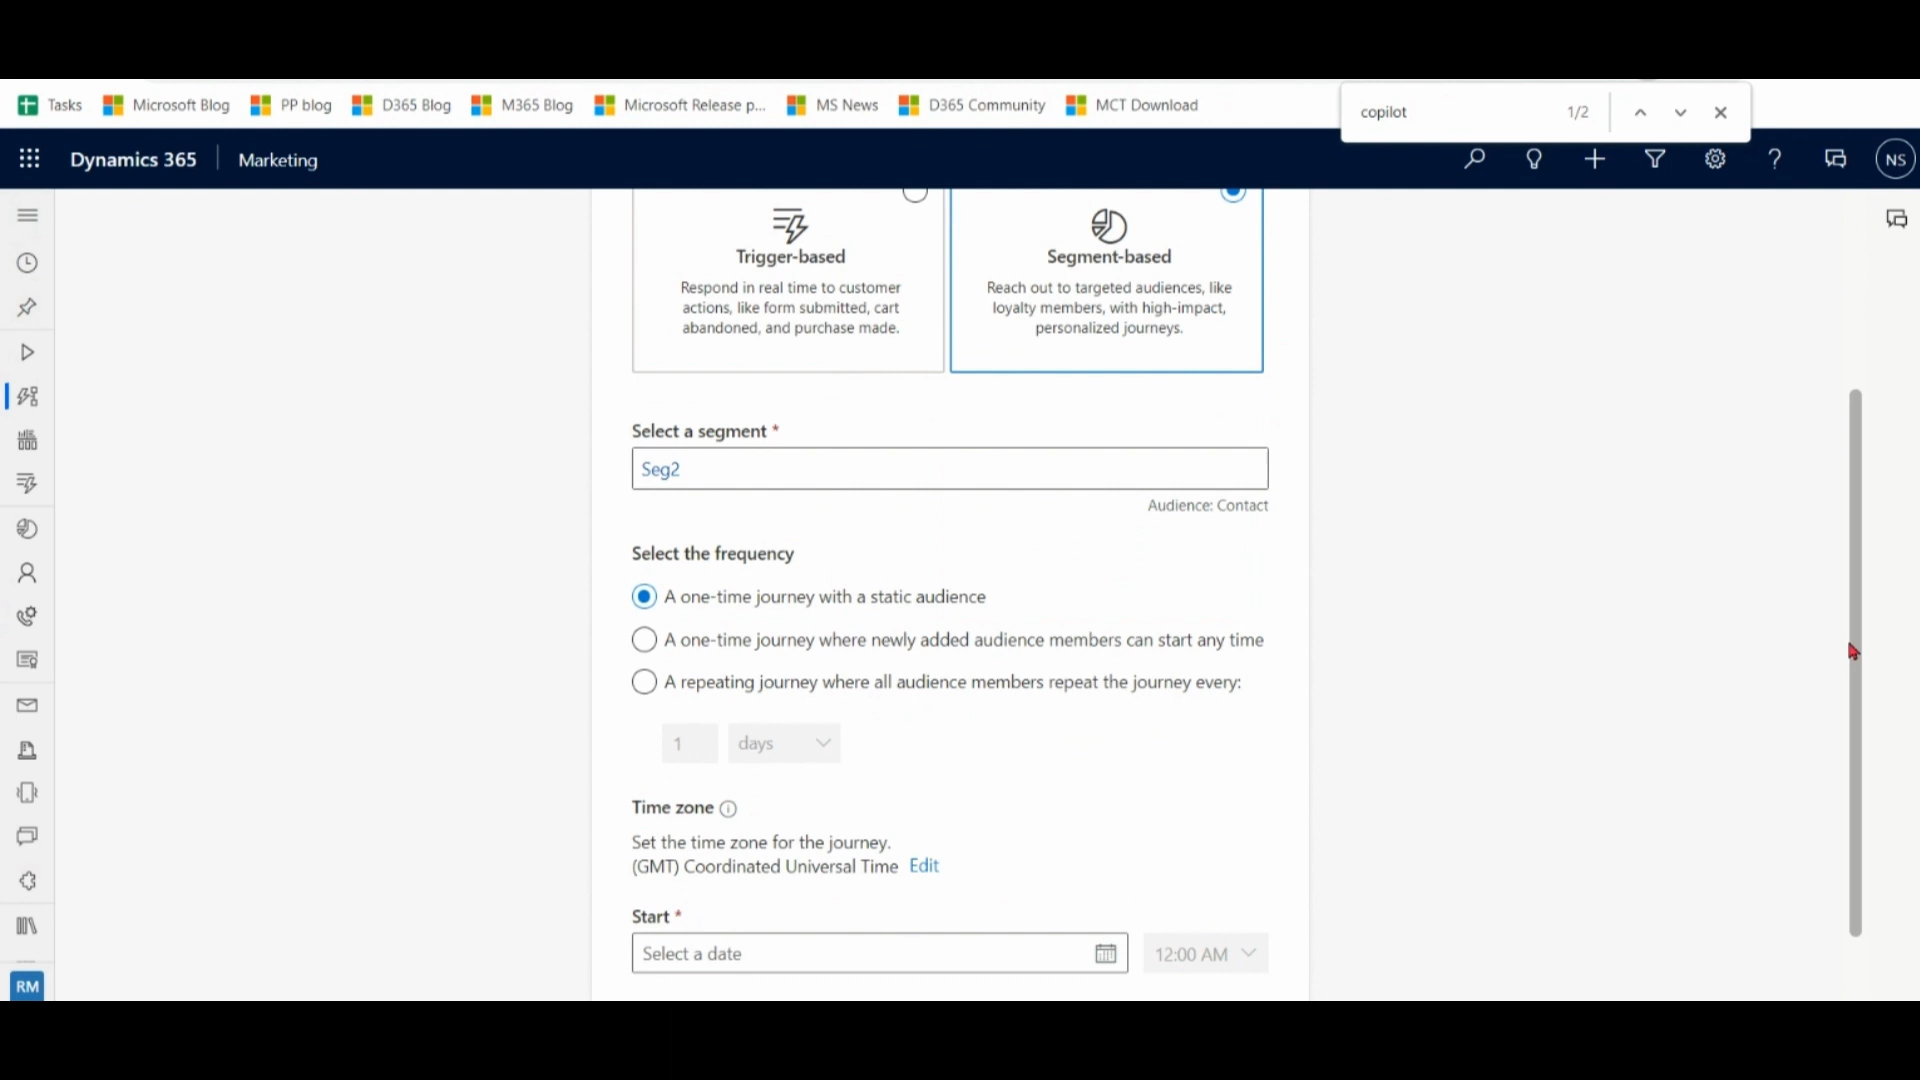 Tasks Microsoft Blog PP blog D365 Blog M365 Blog Microsoft Release p... MS News D365 Community MCT Download
copilot 1/2
Dynamics 365 Marketing NS
Trigger-based
Respond in real time to customer
actions, like form submitted, cart
abandoned, and purchase made.
Segment-based
Reach out to targeted audiences, like
loyalty members, with high-impact,
personalized journeys.
Select a segment *
Seg2
Audience: Contact
Select the frequency
A one-time journey with a static audience
A one-time journey where newly added audience members can start any time
A repeating journey where all audience members repeat the journey every:
1 days
Time zone
Set the time zone for the journey.
(GMT) Coordinated Universal Time Edit
Start *
Select a date 12:00 AM
RM